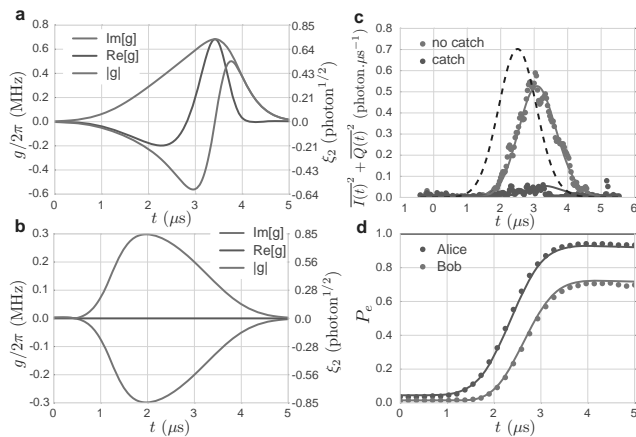 a
Im[g]
Re[g]
|g|
0.8
0.6
0.4
0.2
0.0
-0.2
-0.4
-0.6
g/2π (MHz)
0.85
0.64
0.43
0.21
0.00
-0.21
-0.43
-0.64
ξ₂ (photon¹ᐟ²)
0 1 2 3 4 5
t (μs)
b
Im[g]
Re[g]
|g|
0.3
0.2
0.1
0.0
-0.1
-0.2
-0.3
g/2π (MHz)
0.85
0.56
0.28
0.00
-0.28
-0.56
-0.85
ξ₂ (photon¹ᐟ²)
0 1 2 3 4 5
t (μs)
c
no catch
catch
0.8
0.7
0.6
0.5
0.4
0.3
0.2
0.1
0.0
I(t)² + Q(t)² (photon.μs⁻¹)
1 0 1 2 3 4 5 6
t (μs)
d
Alice
Bob
1.0
0.8
0.6
0.4
0.2
0.0
Pₑ
0 1 2 3 4 5
t (μs)